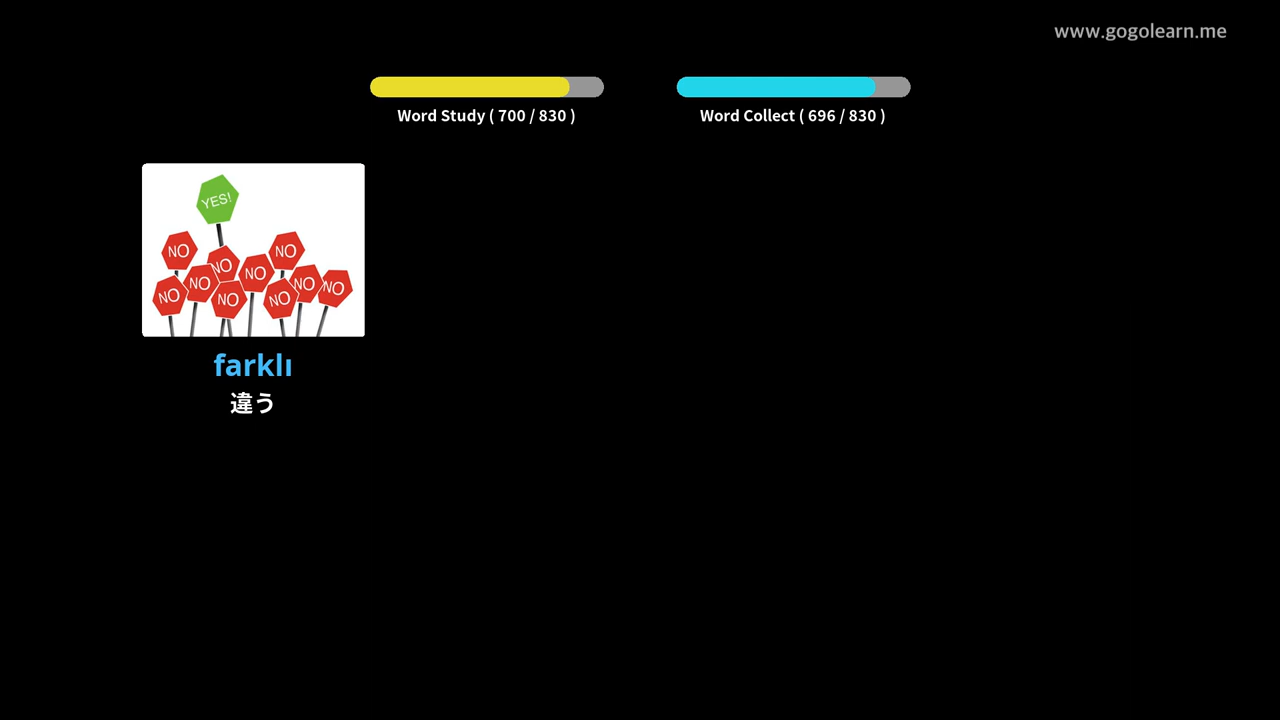 www.gogolearn.me
Word Study ( 700 / 830 )
Word Collect ( 696 / 830 )
YES!
NO
NO
NO
NO
NO
NO
NO
NO
NO
NO
farklı
違う